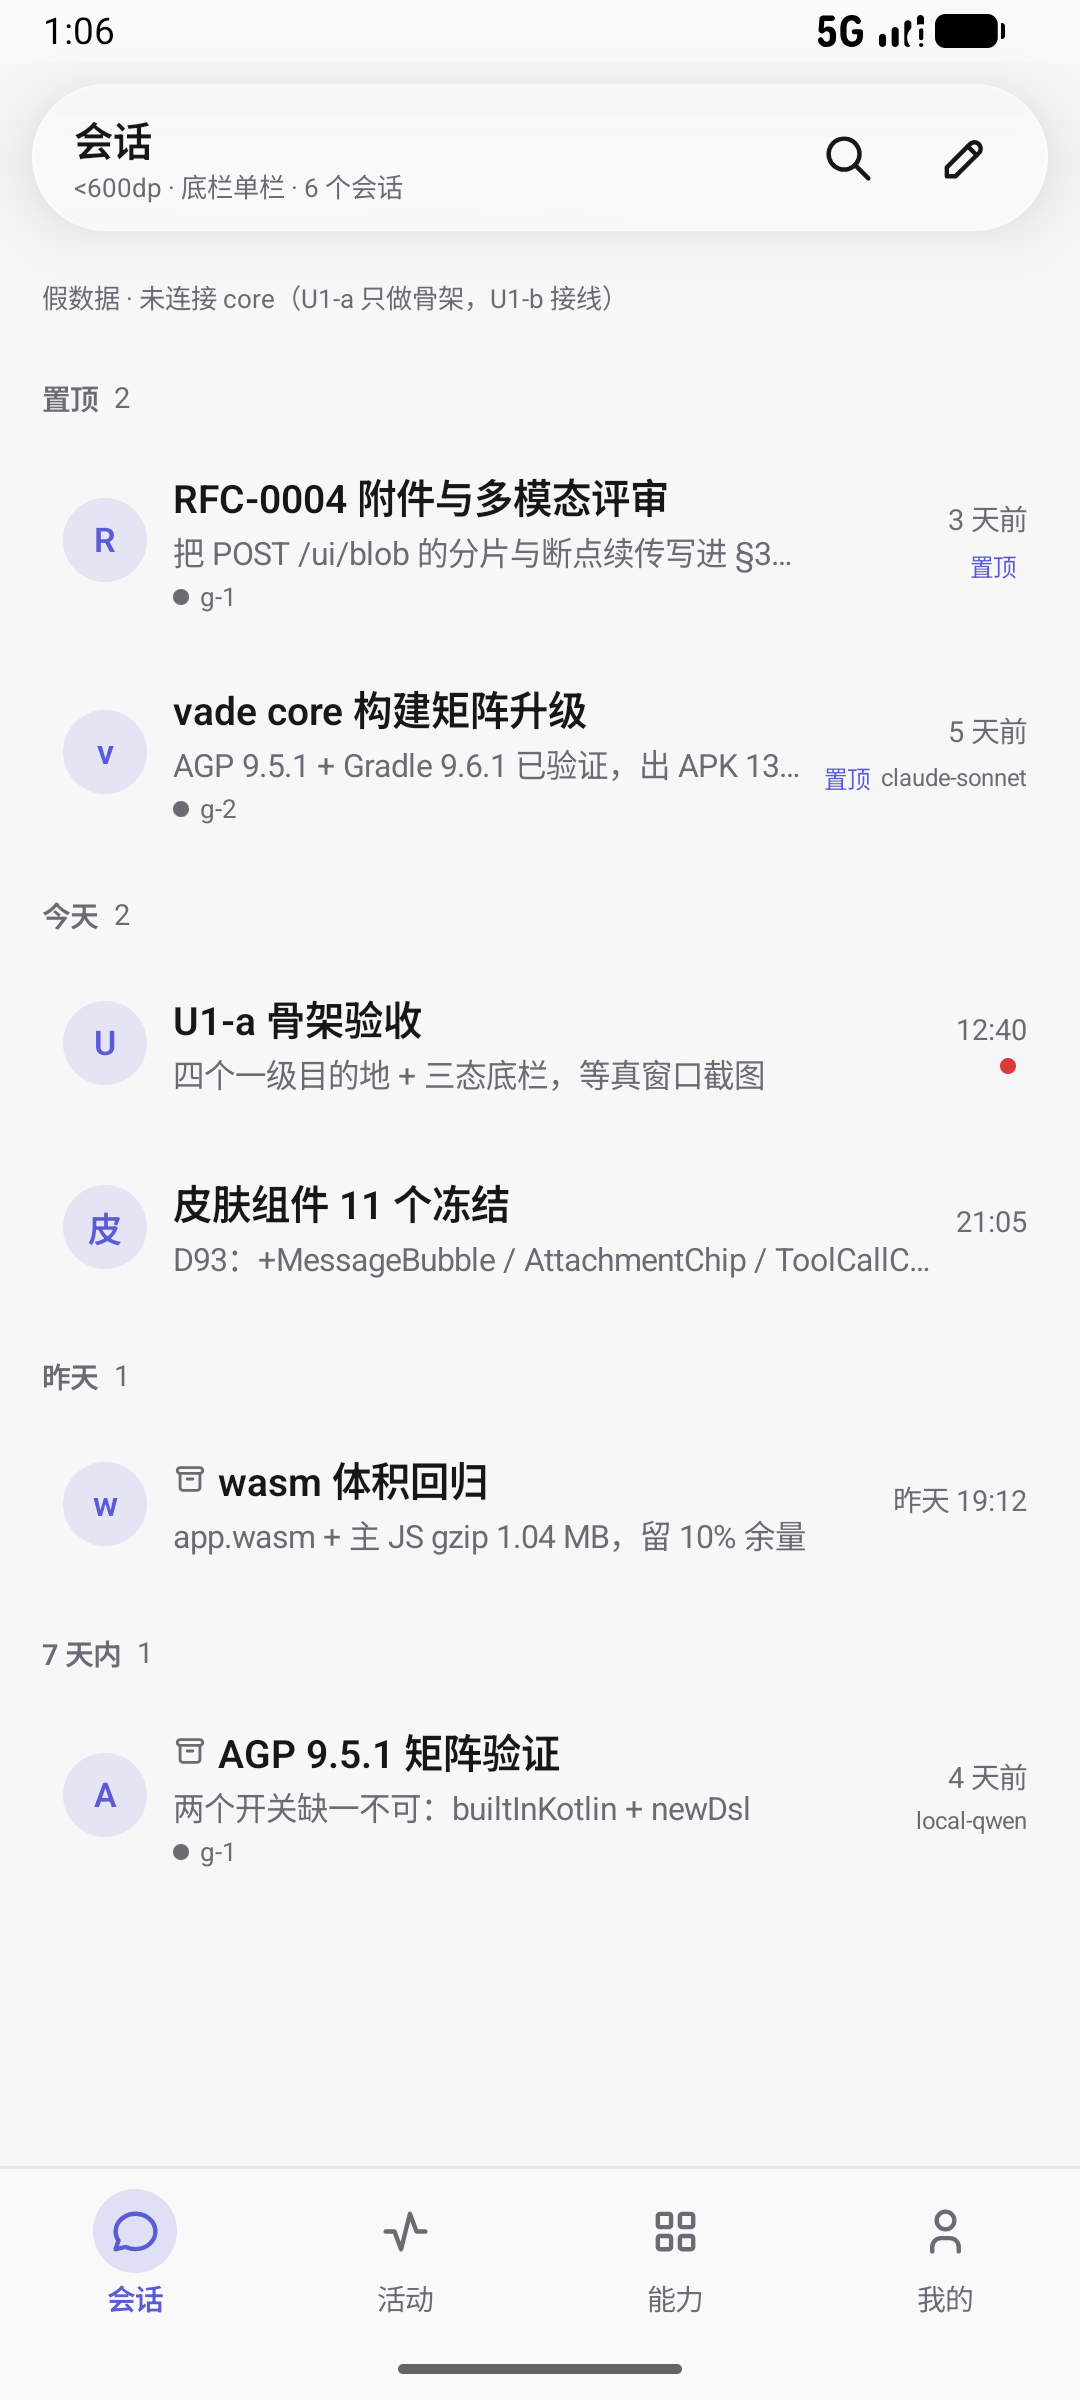 1:06
5G
会话
<600dp · 底栏单栏 · 6 个会话
假数据 · 未连接 core（U1-a 只做骨架，U1-b 接线）
置顶 2
R
RFC-0004 附件与多模态评审
3 天前
把 POST /ui/blob 的分片与断点续传写进 §3…
置顶
g-1
v
vade core 构建矩阵升级
5 天前
AGP 9.5.1 + Gradle 9.6.1 已验证，出 APK 13…
置顶 claude-sonnet
g-2
今天 2
U
U1-a 骨架验收
12:40
四个一级目的地 + 三态底栏，等真窗口截图
皮
皮肤组件 11 个冻结
21:05
D93：+MessageBubble / AttachmentChip / ToolCallC…
昨天 1
w
wasm 体积回归
昨天 19:12
app.wasm + 主 JS gzip 1.04 MB，留 10% 余量
7 天内 1
A
AGP 9.5.1 矩阵验证
4 天前
两个开关缺一不可：builtInKotlin + newDsl
local-qwen
g-1
会话
活动
能力
我的